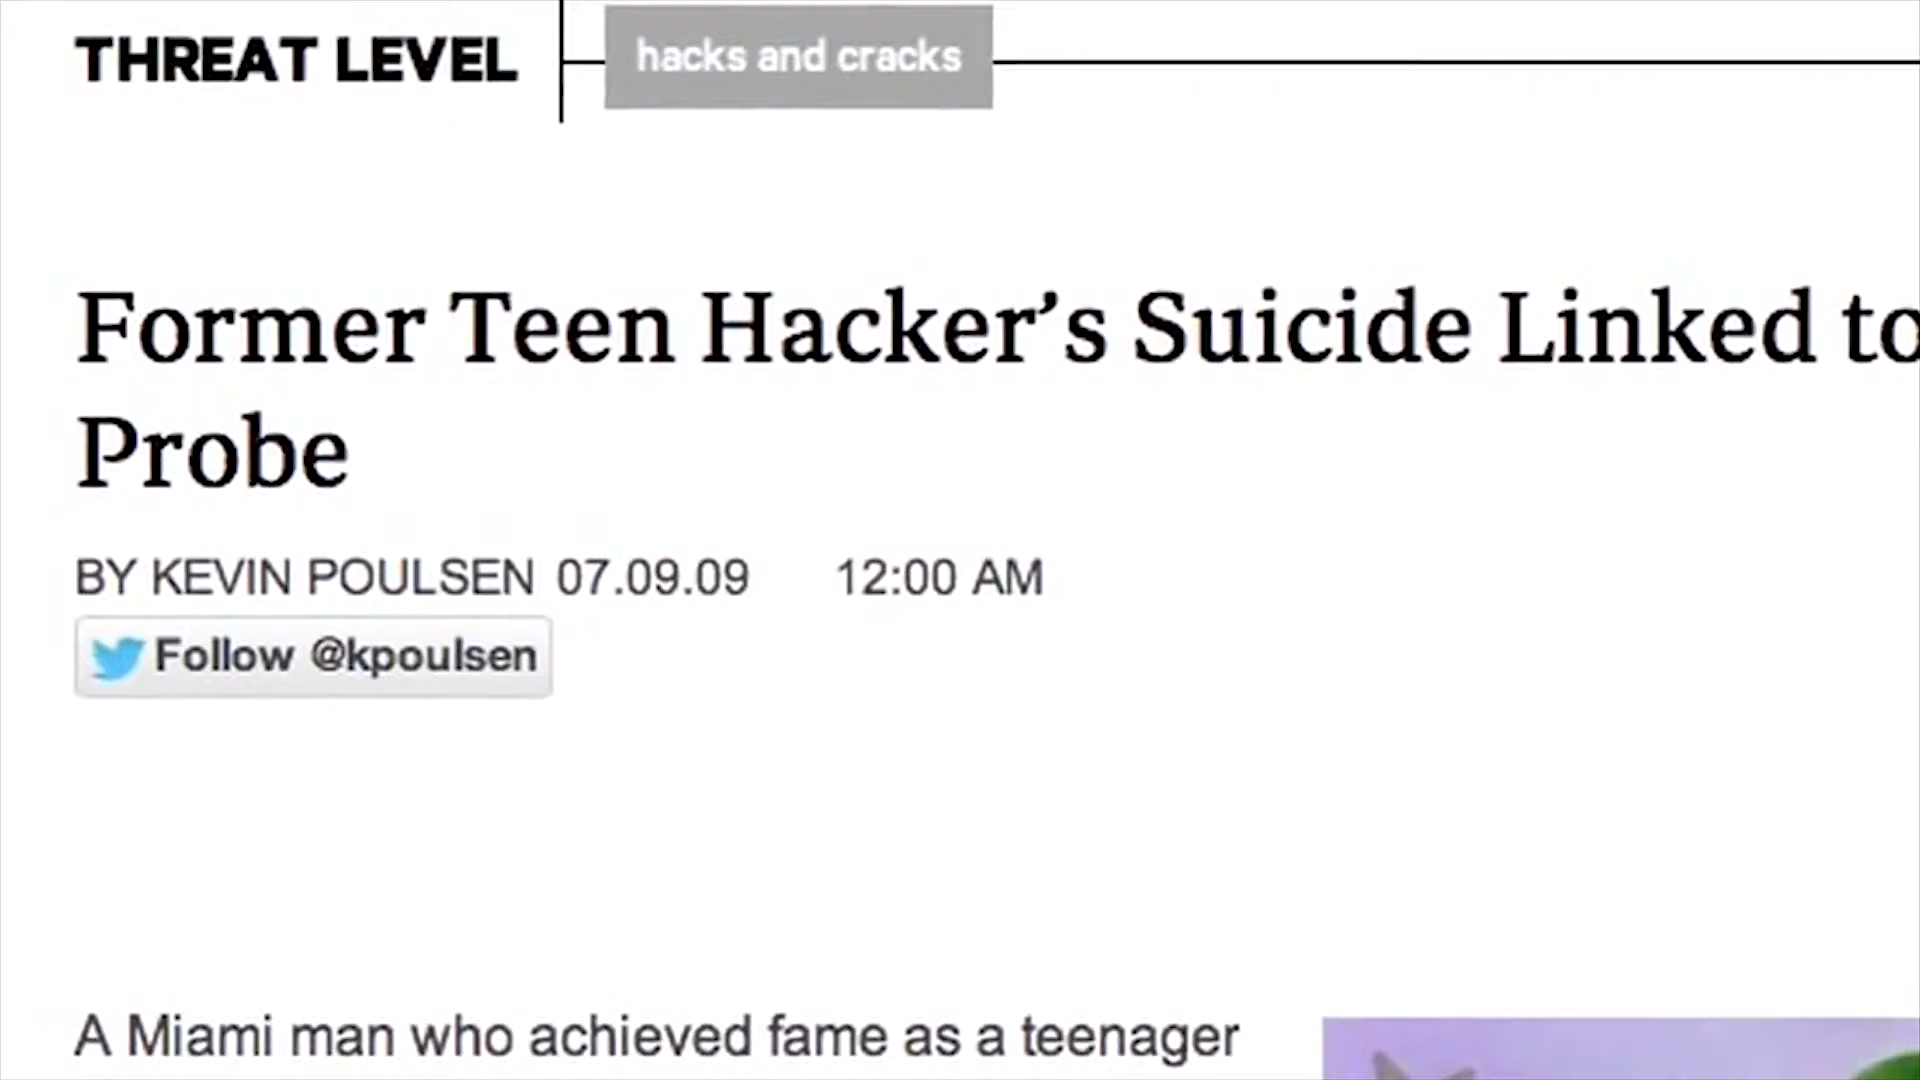 THREAT LEVEL
hacks and cracks
Former Teen Hacker’s Suicide Linked to
Probe
BY KEVIN POULSEN 07.09.09 12:00 AM
Follow @kpoulsen
A Miami man who achieved fame as a teenager